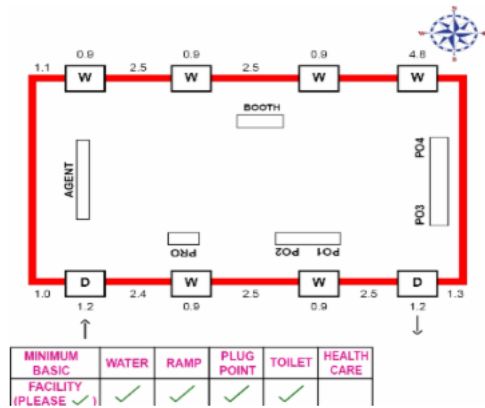 N
W E
S
0.9 0.9 0.9 4.8
1.1 2.5 2.5
W W W W
BOOTH
AGENT
PO4
PO3
PRO
PO2 PO1
D W W D
1.0 2.4 2.5 2.5 1.3
1.2 0.9 0.9 1.2
MINIMUM BASIC WATER RAMP PLUG POINT TOILET HEALTH CARE
FACILITY (PLEASE ✓) ✓ ✓ ✓ ✓